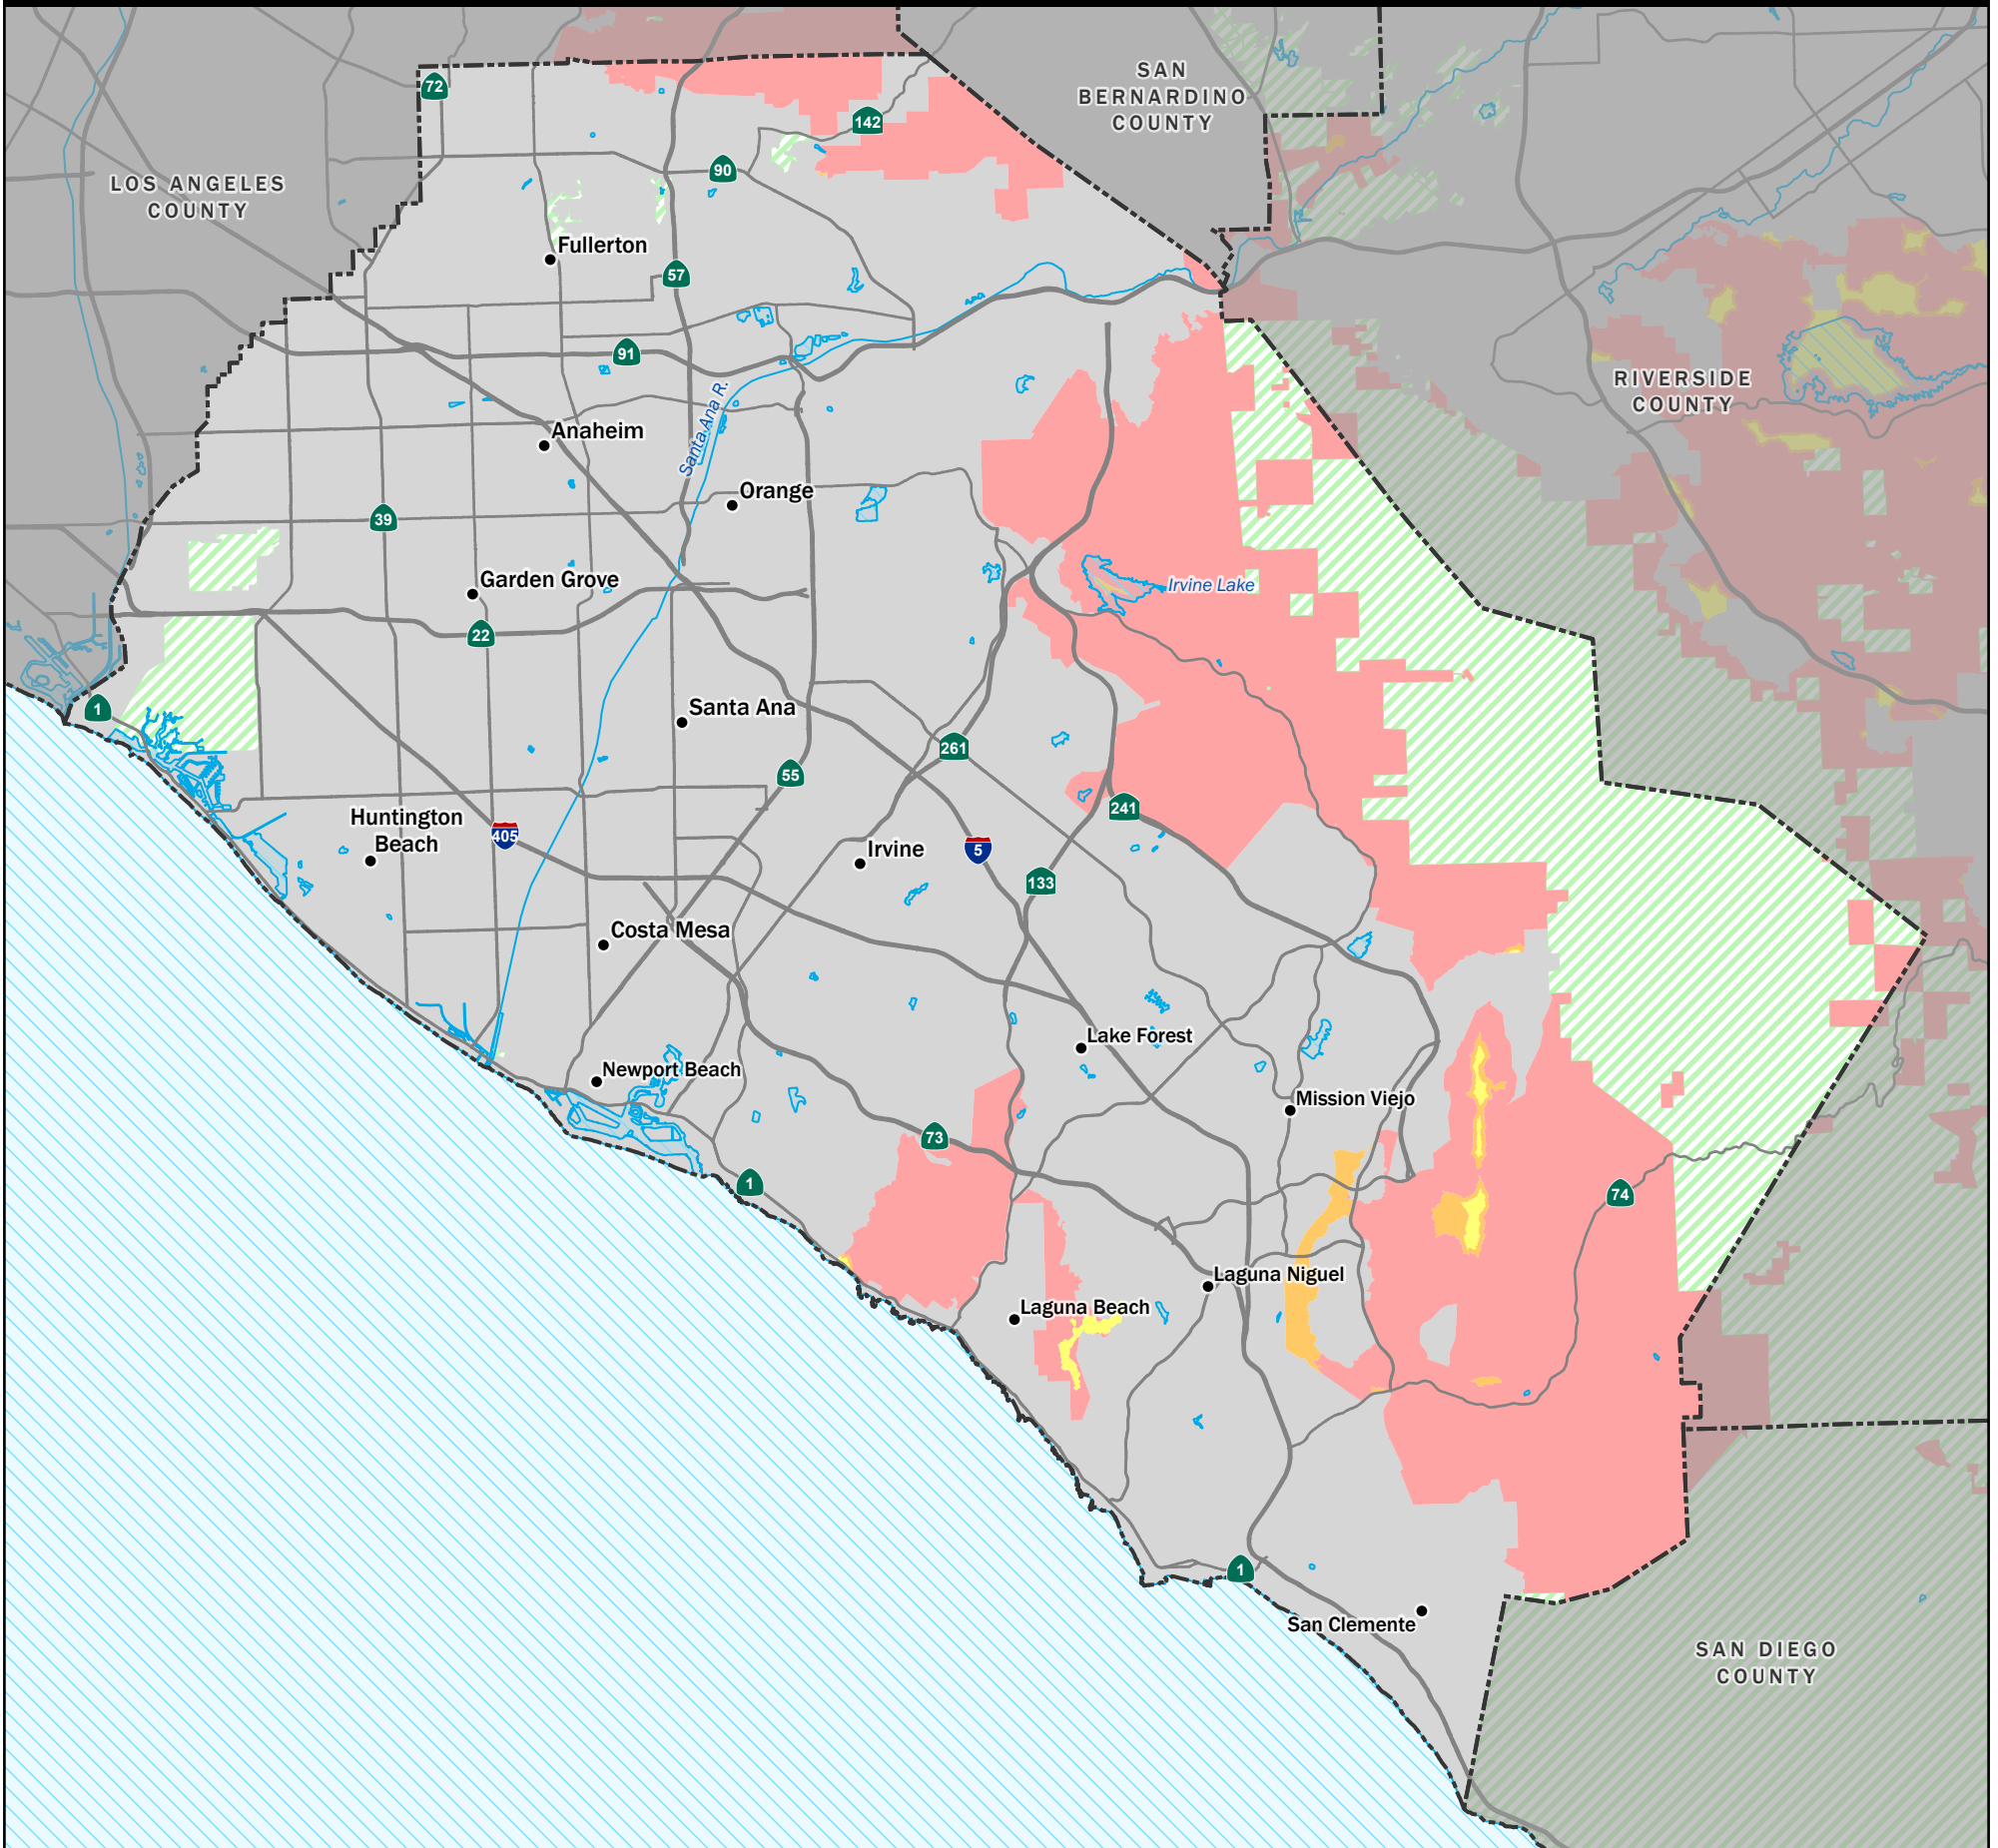 SAN
BERNARDINO
COUNTY
72
142
90
LOS ANGELES
COUNTY
Fullerton
57
91
RIVERSIDE
COUNTY
Santa Ana R.
Anaheim
Orange
39
Garden Grove
Irvine Lake
22
1
Santa Ana
261
55
241
Huntington
Beach
405
Irvine
5
133
Costa Mesa
Lake Forest
Newport Beach
Mission Viejo
73
1
74
Laguna Niguel
Laguna Beach
1
San Clemente
SAN DIEGO
COUNTY